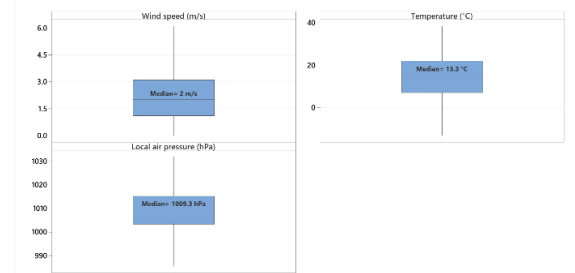 Wind speed (m/s)
6.0
4.5
3.0
1.5
0.0
Median= 2 m/s
Temperature (°C)
40
20
0
Median= 15.3 °C
Local air pressure (hPa)
1030
1020
1010
1000
990
Median= 1009.3 hPa